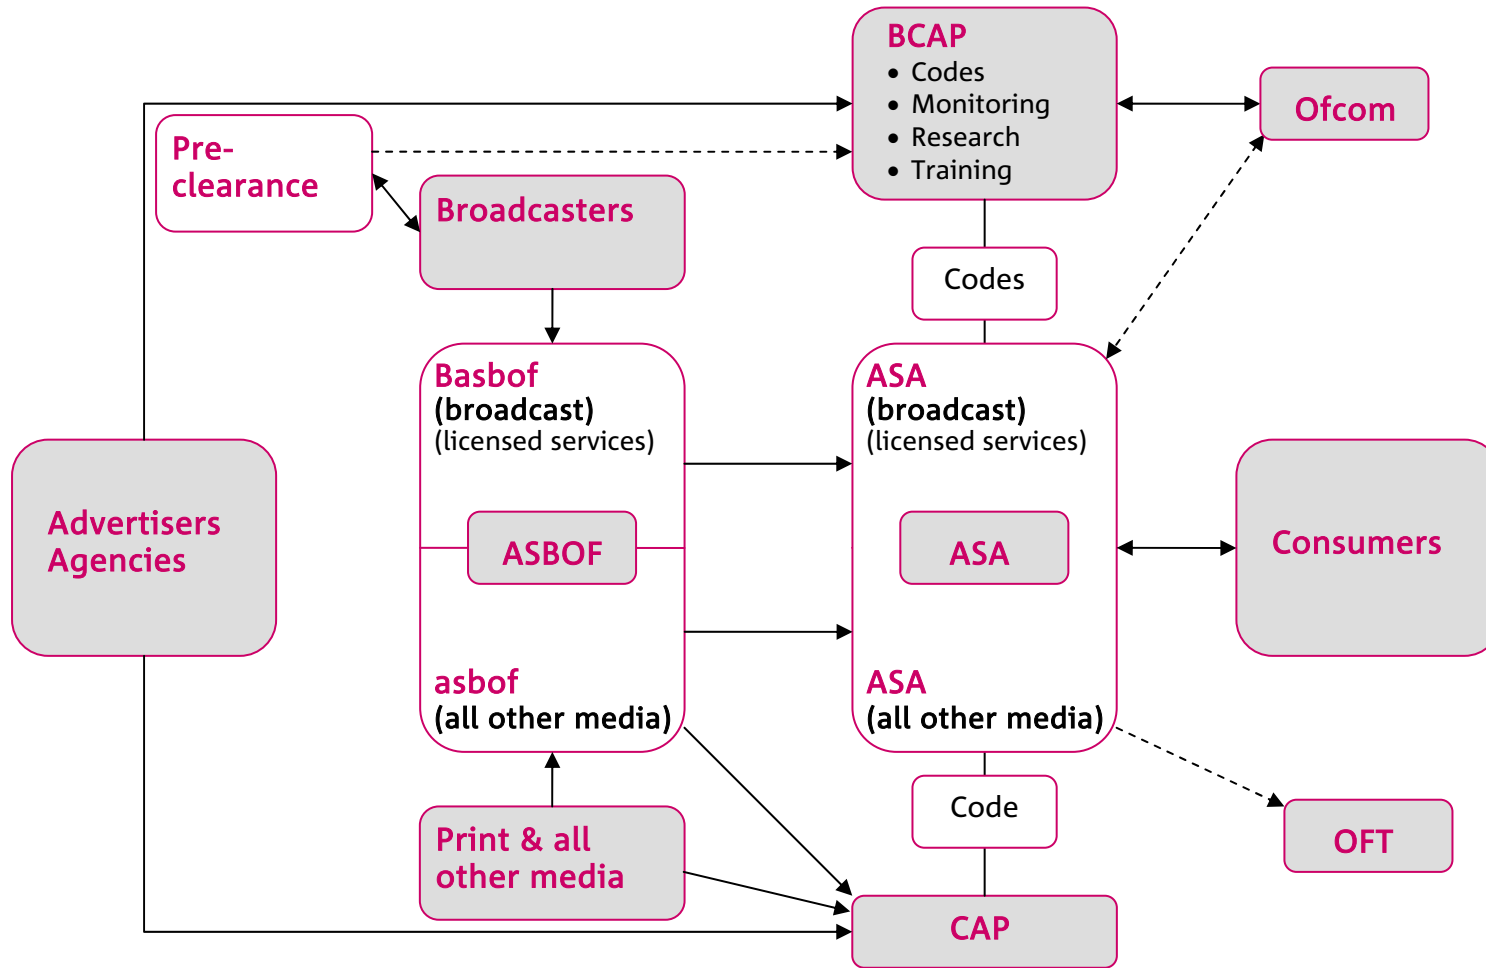 BCAP
• Codes
• Monitoring
• Research
• Training
Ofcom
Pre-
clearance
Broadcasters
Codes
Basbof
(broadcast)
(licensed services)
ASA
(broadcast)
(licensed services)
Advertisers
Agencies
ASBOF
ASA
Consumers
asbof
(all other media)
ASA
(all other media)
Print & all
other media
Code
OFT
CAP